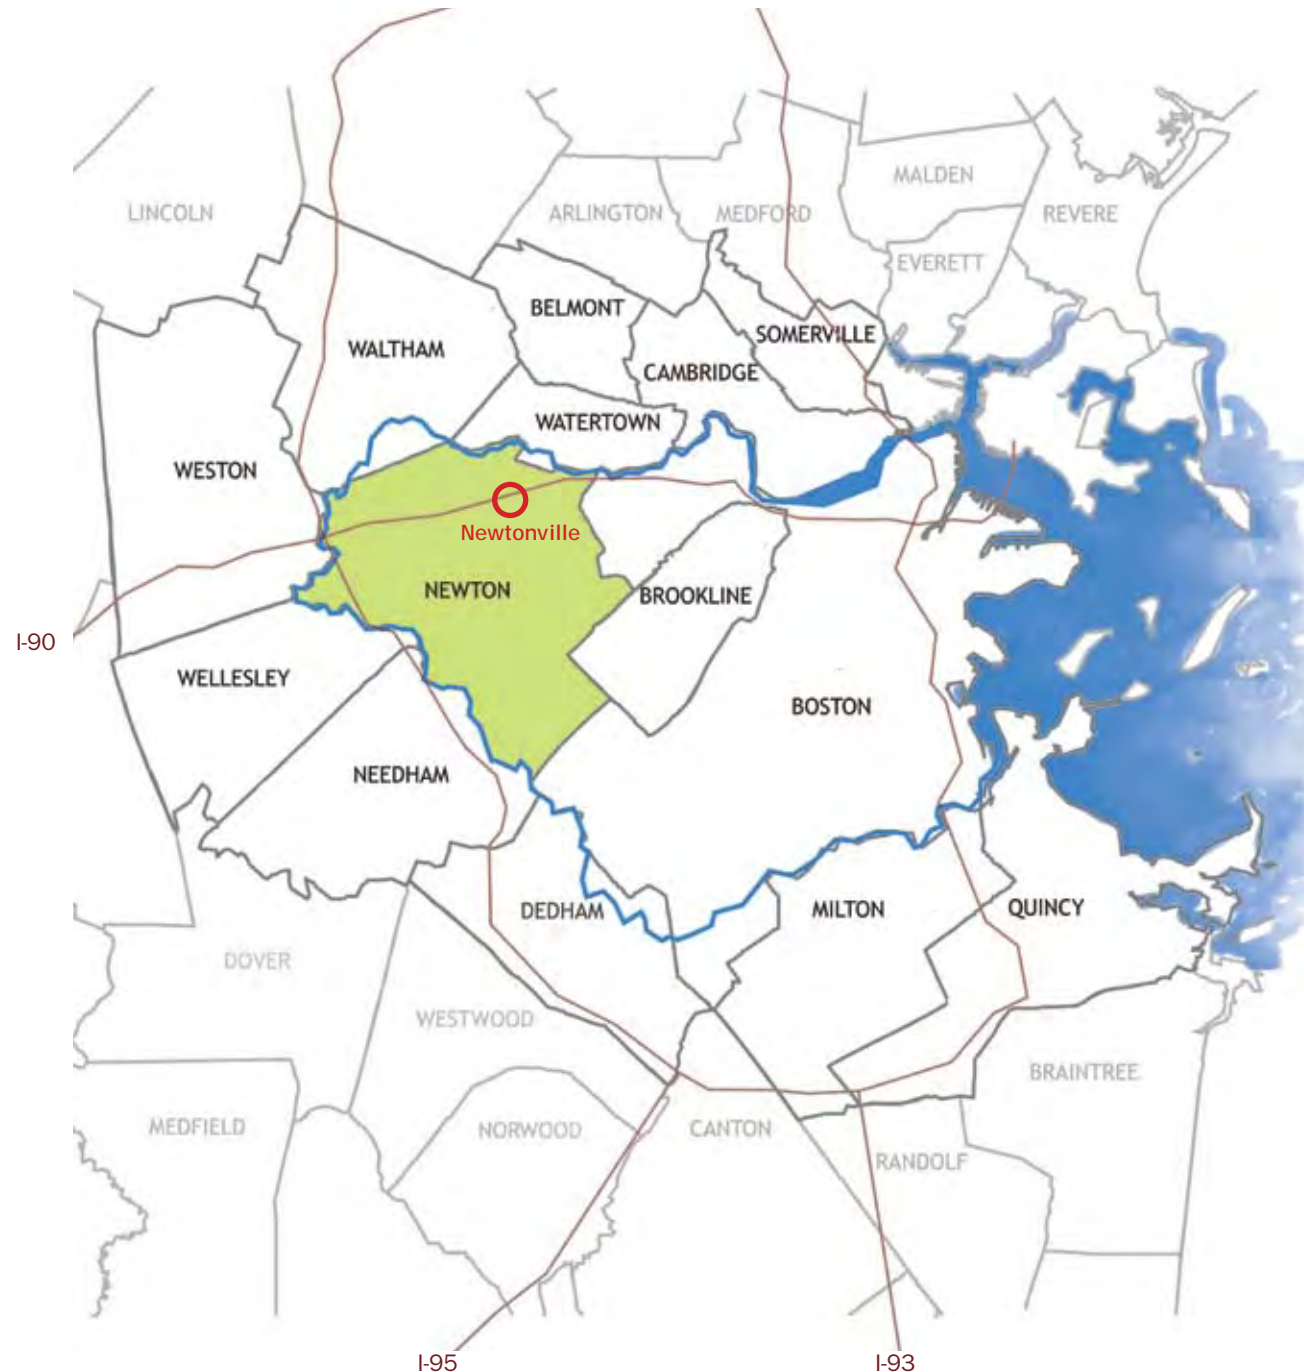 MALDEN
LINCOLN
ARLINGTON
MEDFORD
REVERE
EVERETT
BELMONT
SOMERVILLE
WALTHAM
CAMBRIDGE
WATERTOWN
WESTON
Newtonville
NEWTON
BROOKLINE
I-90
WELLESLEY
BOSTON
NEEDHAM
DEDHAM
MILTON
QUINCY
DOVER
WESTWOOD
BRAINTREE
MEDFIELD
NORWOOD
CANTON
RANDOLF
I-95
I-93